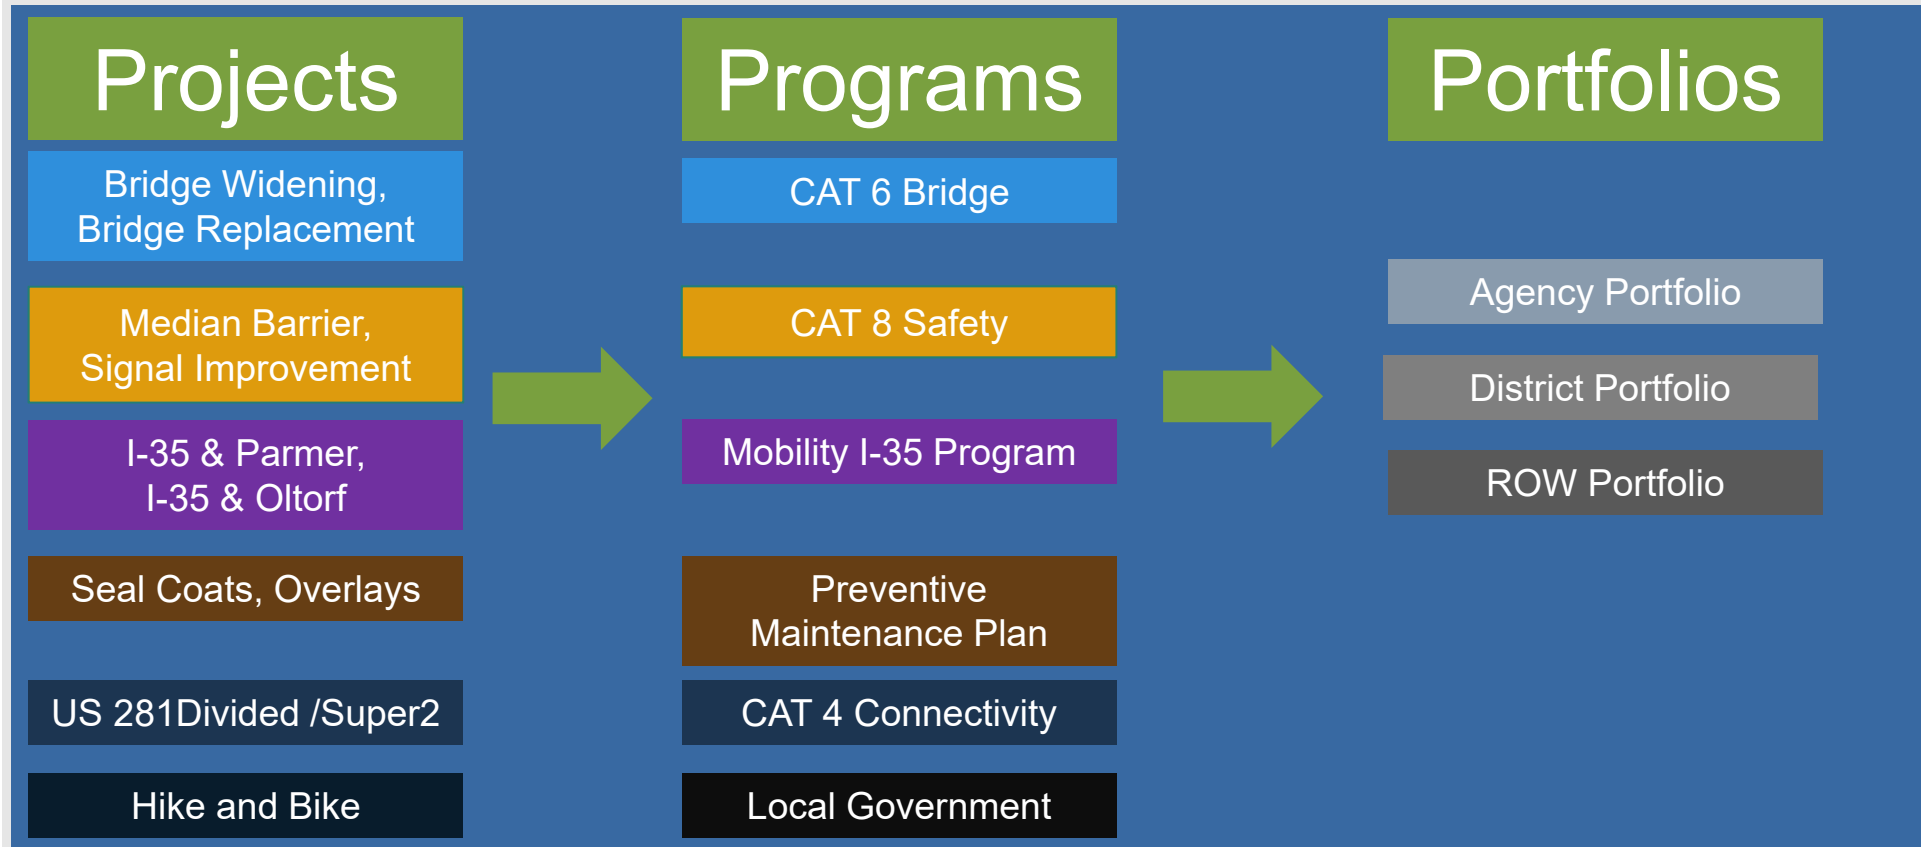 Projects
Bridge Widening,
Bridge Replacement
Median Barrier,
Signal Improvement
I-35 & Parmer,
I-35 & Oltorf
Seal Coats, Overlays
US 281Divided /Super2
Hike and Bike
Programs
CAT 6 Bridge
CAT 8 Safety
Mobility I-35 Program
Preventive
Maintenance Plan
CAT 4 Connectivity
Local Government
Portfolios
Agency Portfolio
District Portfolio
ROW Portfolio